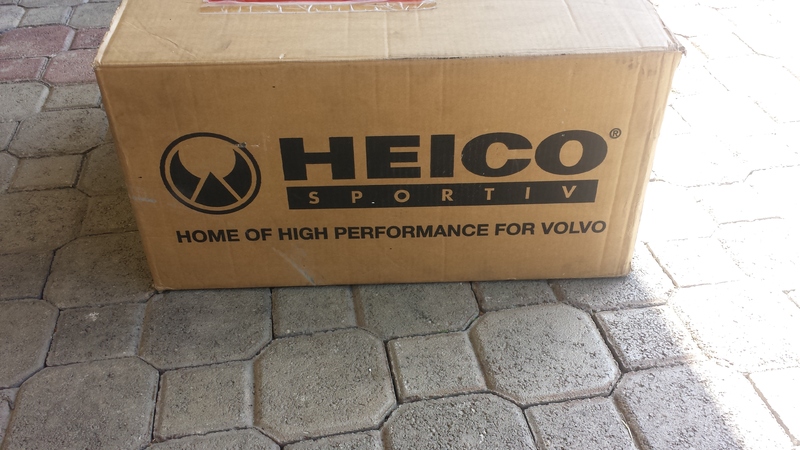 HEICO®
SPORTIV
HOME OF HIGH PERFORMANCE FOR VOLVO